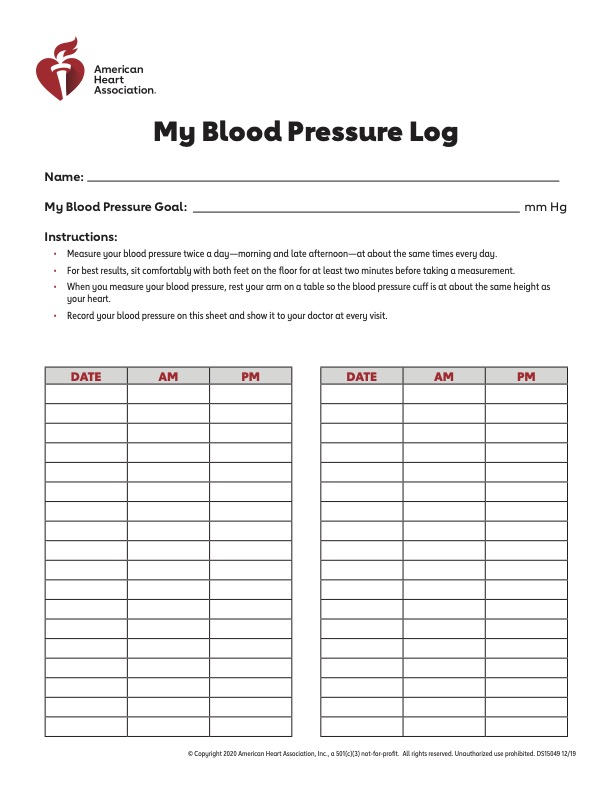 American
Heart
Association.
My Blood Pressure Log
Name:
My Blood Pressure Goal: mm Hg
Instructions:
• Measure your blood pressure twice a day—morning and late afternoon—at about the same times every day.
• For best results, sit comfortably with both feet on the floor for at least two minutes before taking a measurement.
• When you measure your blood pressure, rest your arm on a table so the blood pressure cuff is at about the same height as
your heart.
• Record your blood pressure on this sheet and show it to your doctor at every visit.
DATE AM PM DATE AM PM
© Copyright 2020 American Heart Association, Inc., a 501(c)(3) not-for-profit. All rights reserved. Unauthorized use prohibited. DS15049 12/19